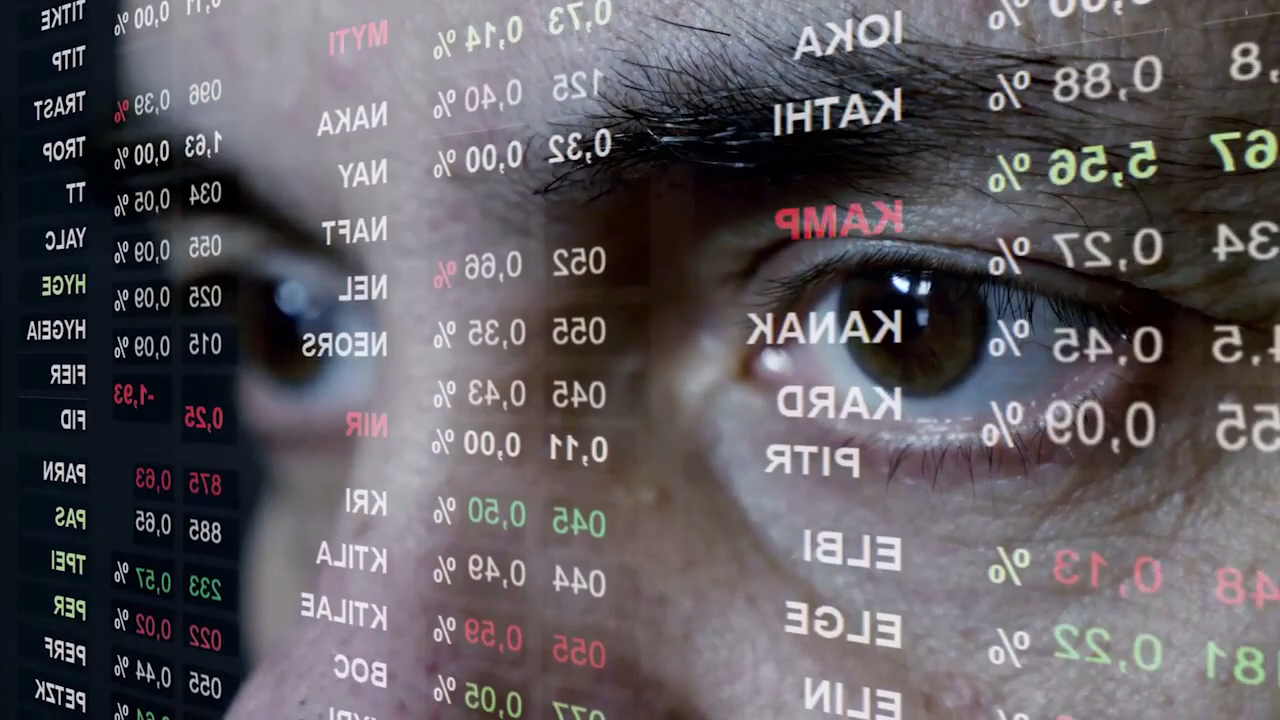 TITKE
TITP
TRAST
TROP
TT
YALC
HYGE
HYGEIA
FIER
FID
PARN
PAS
TPEI
PER
PERF
PETZK
0,00 %
096 0,39 %
1,63 0,00 %
034 0,05 %
055 0,09 %
025 0,09 %
015 0,09 %
-1,93
0,25
875 0,63
885 0,65
233 0,57 %
022 0,02 %
055 0,44 %
MYTI
NAKA
NAY
NAFT
NEL
NEORS
NIR
KRI
KTILA
KTILAE
BOC
0,73 0,14 %
125 0,40 %
0,32 0,00 %
052 0,66 %
055 0,35 %
045 0,43 %
0,11 0,00 %
045 0,50 %
044 0,49 %
055 0,59 %
077 0,05 %
IOKA
KATHI
KAMP
KANAK
KARD
PITR
ELBI
ELGE
ELIN
0,88 %
67 5,56 %
34 0,27 %
0,45 %
55 0,09 %
48 0,13 %
181 0,22 %